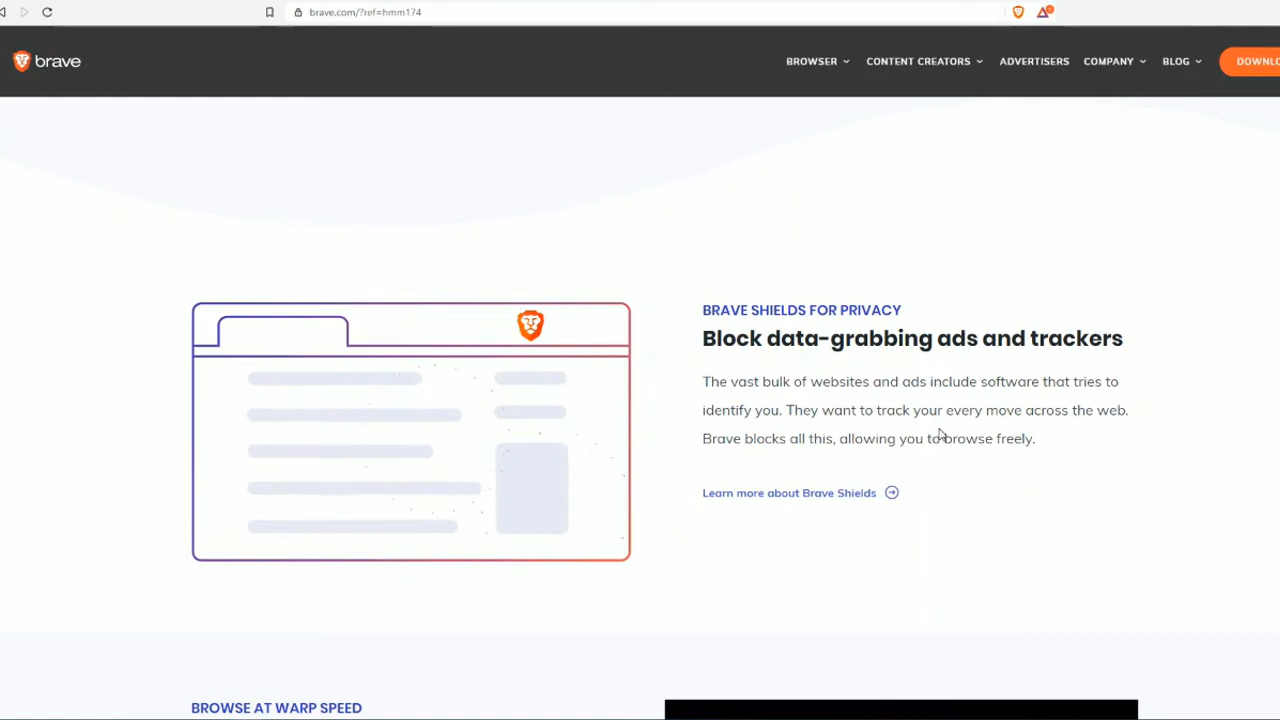 brave.com/?ref=hmm174
brave
BROWSER CONTENT CREATORS ADVERTISERS COMPANY BLOG DOWNLO
BRAVE SHIELDS FOR PRIVACY
Block data-grabbing ads and trackers
The vast bulk of websites and ads include software that tries to
identify you. They want to track your every move across the web.
Brave blocks all this, allowing you to browse freely.
Learn more about Brave Shields
BROWSE AT WARP SPEED